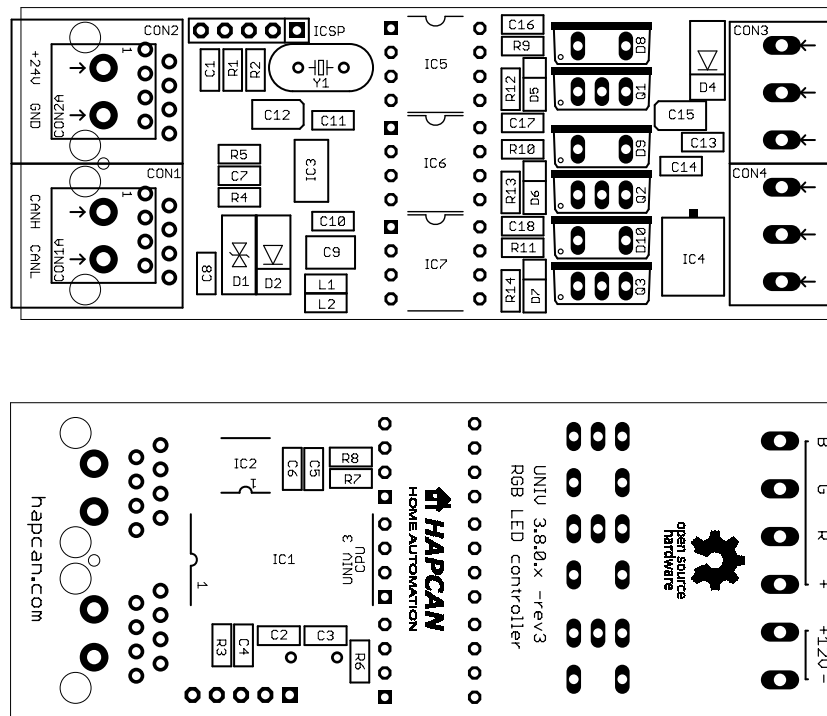 CON2
ICSP
C16
CON3
+24V
1
C1
R1
R2
R9
D8
Y1
IC5
D4
GND
CON2A
C12
C11
R12
D5
Q1
C15
C17
C13
R5
R10
D9
CON1
C7
IC3
IC6
C14
CON4
R4
R13
D6
Q2
CANH
1
C10
C18
D10
CANL
CON1A
C9
R11
IC4
C8
D1
D2
L1
IC7
R14
D7
Q3
L2
B
IC2
1
C6
C5
R8
R7
UNIV 3.8.0.x -rev3
RGB LED controller
G
hapcan.com
IC1
UNIV 3
CPU
HAPCAN
HOME AUTOMATION
open source
hardware
R
+
1
R3
C4
C2
C3
R6
+12V-